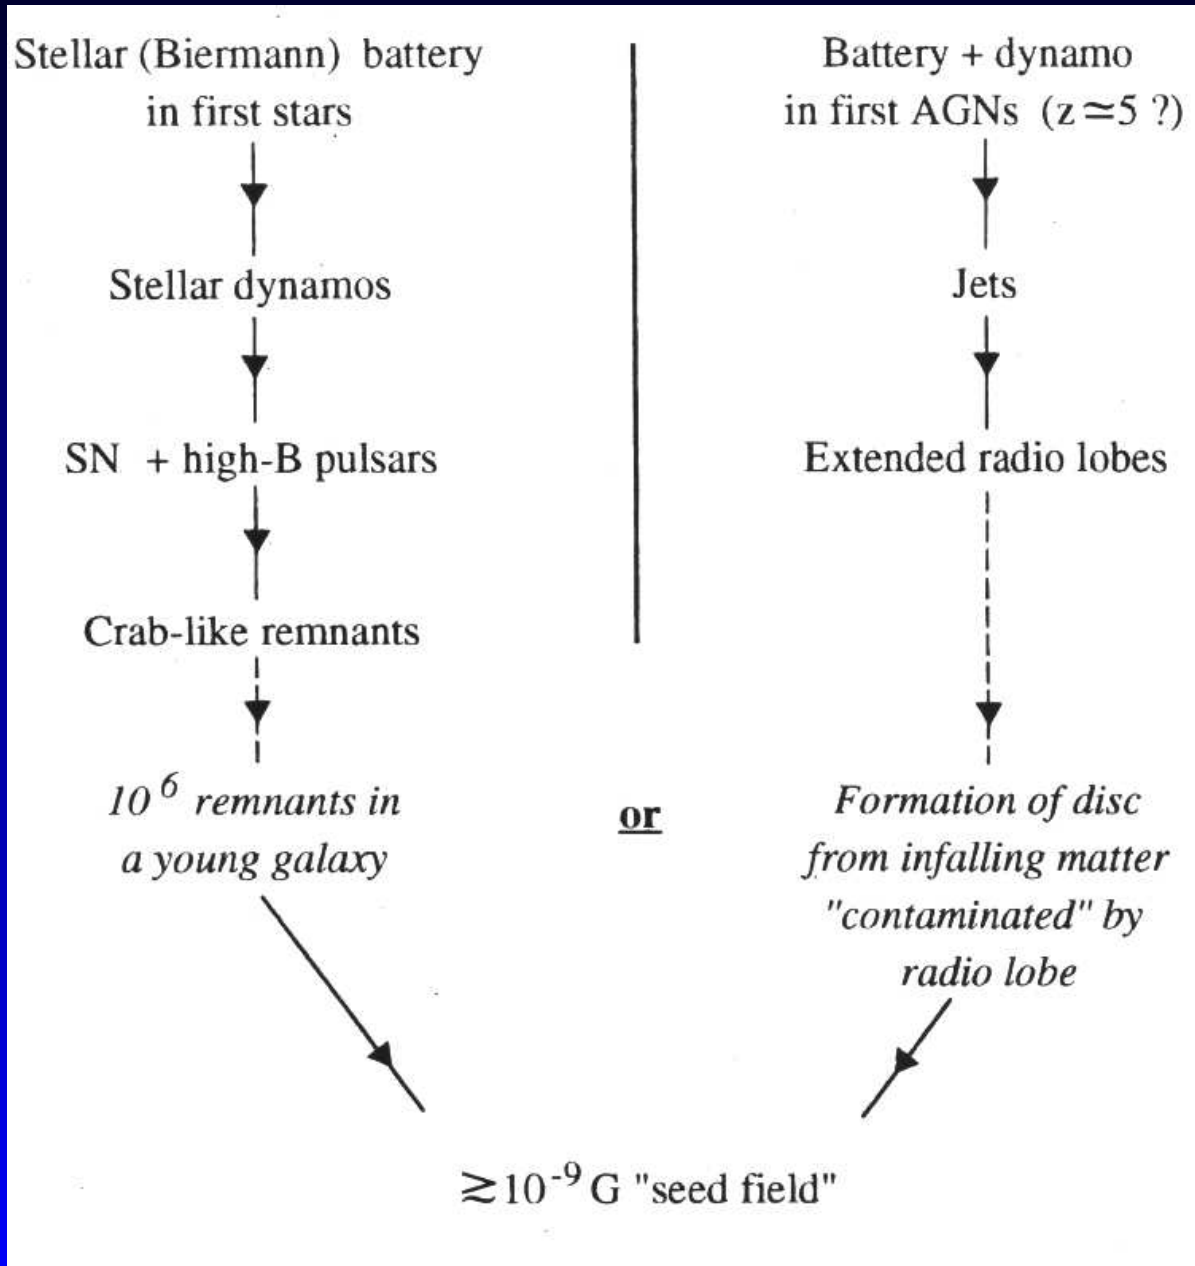 Stellar (Biermann) battery
in first stars
Stellar dynamos
SN + high-B pulsars
Crab-like remnants
10^6 remnants in
a young galaxy
or
Battery + dynamo
in first AGNs (z≃5 ?)
Jets
Extended radio lobes
Formation of disc
from infalling matter
"contaminated" by
radio lobe
≳10^-9 G "seed field"